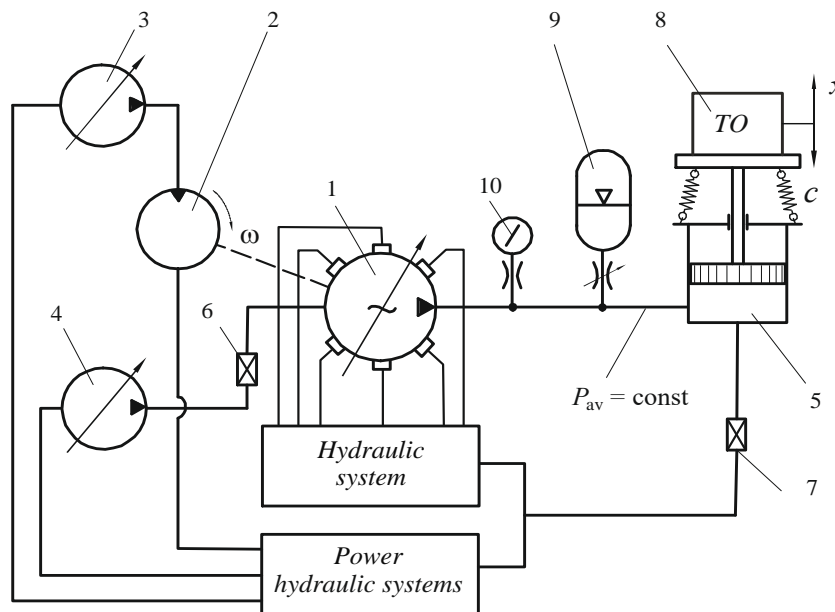 3
2
9
8
TO
x
c
10
1
ω
4
6
~
P_av = const
5
7
Hydraulic
system
Power
hydraulic systems